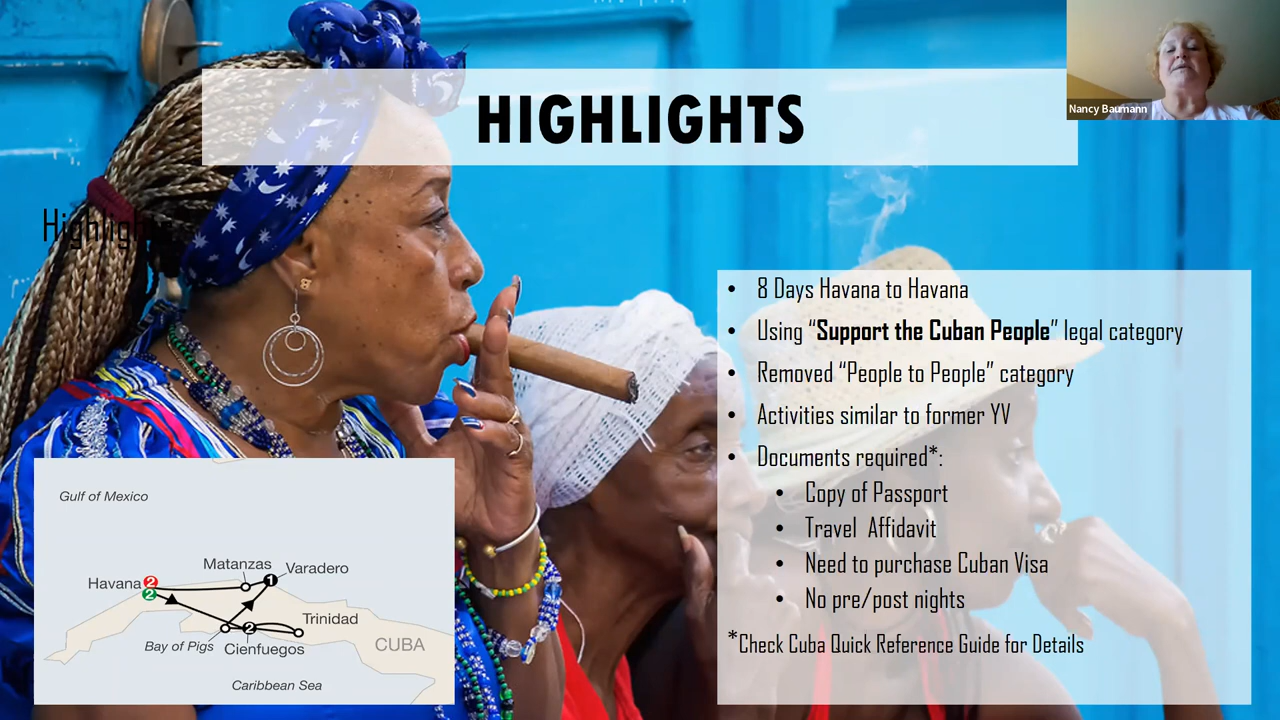 HIGHLIGHTS
Nancy Baumann
Highligh
• 8 Days Havana to Havana
• Using “Support the Cuban People” legal category
• Removed “People to People” category
• Activities similar to former YV
• Documents required*:
• Copy of Passport
• Travel Affidavit
• Need to purchase Cuban Visa
• No pre/post nights
*Check Cuba Quick Reference Guide for Details
Gulf of Mexico
Matanzas
Varadero
Havana 2
2
1
Trinidad
2
Bay of Pigs
Cienfuegos
CUBA
Caribbean Sea